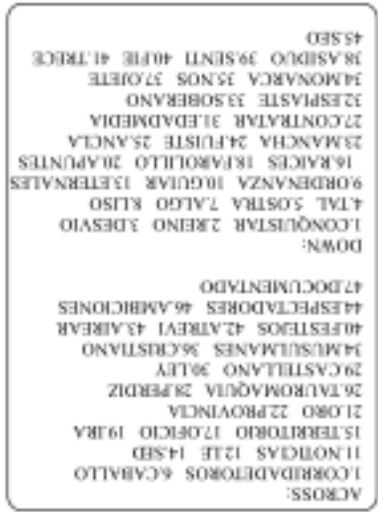 ACROSS:
1.CORRIDADETOROS 6.CABALLO
11.NOTICIAS 12.IE 14.SED
15.TERRITORIO 17.OFICIO 19.IRA
21.ORO 22.PROVINCIA
26.TAUROMAQUIA 28.PERDIZ
29.CASTELLANO 30.LEY
34.MUSULMANES 36.CRISTIANO
40.FESTEJOS 42.ATREVI 43.AIREAR
44.ESPECTADORES 46.AMBICIONES
47.DOCUMENTADO
DOWN:
1.CONQUISTAR 2.REINO 3.DESVIO
4.TAL 5.OSTRA 7.ALGO 8.LISO
9.ORDENANZA 10.GUIAR 13.ETERNALES
16.RAICES 18.FAROLILLO 20.APUNTES
23.MANCHA 24.FUISTE 25.ANCLA
27.CONTRATAR 31.EDADMEDIA
32.ESPIASTE 33.SOBERANO
34.MONARCA 35.NOS 37.OJETE
38.ASIDUO 39.SENTI 40.FIE 41.TRECE
45.SEO